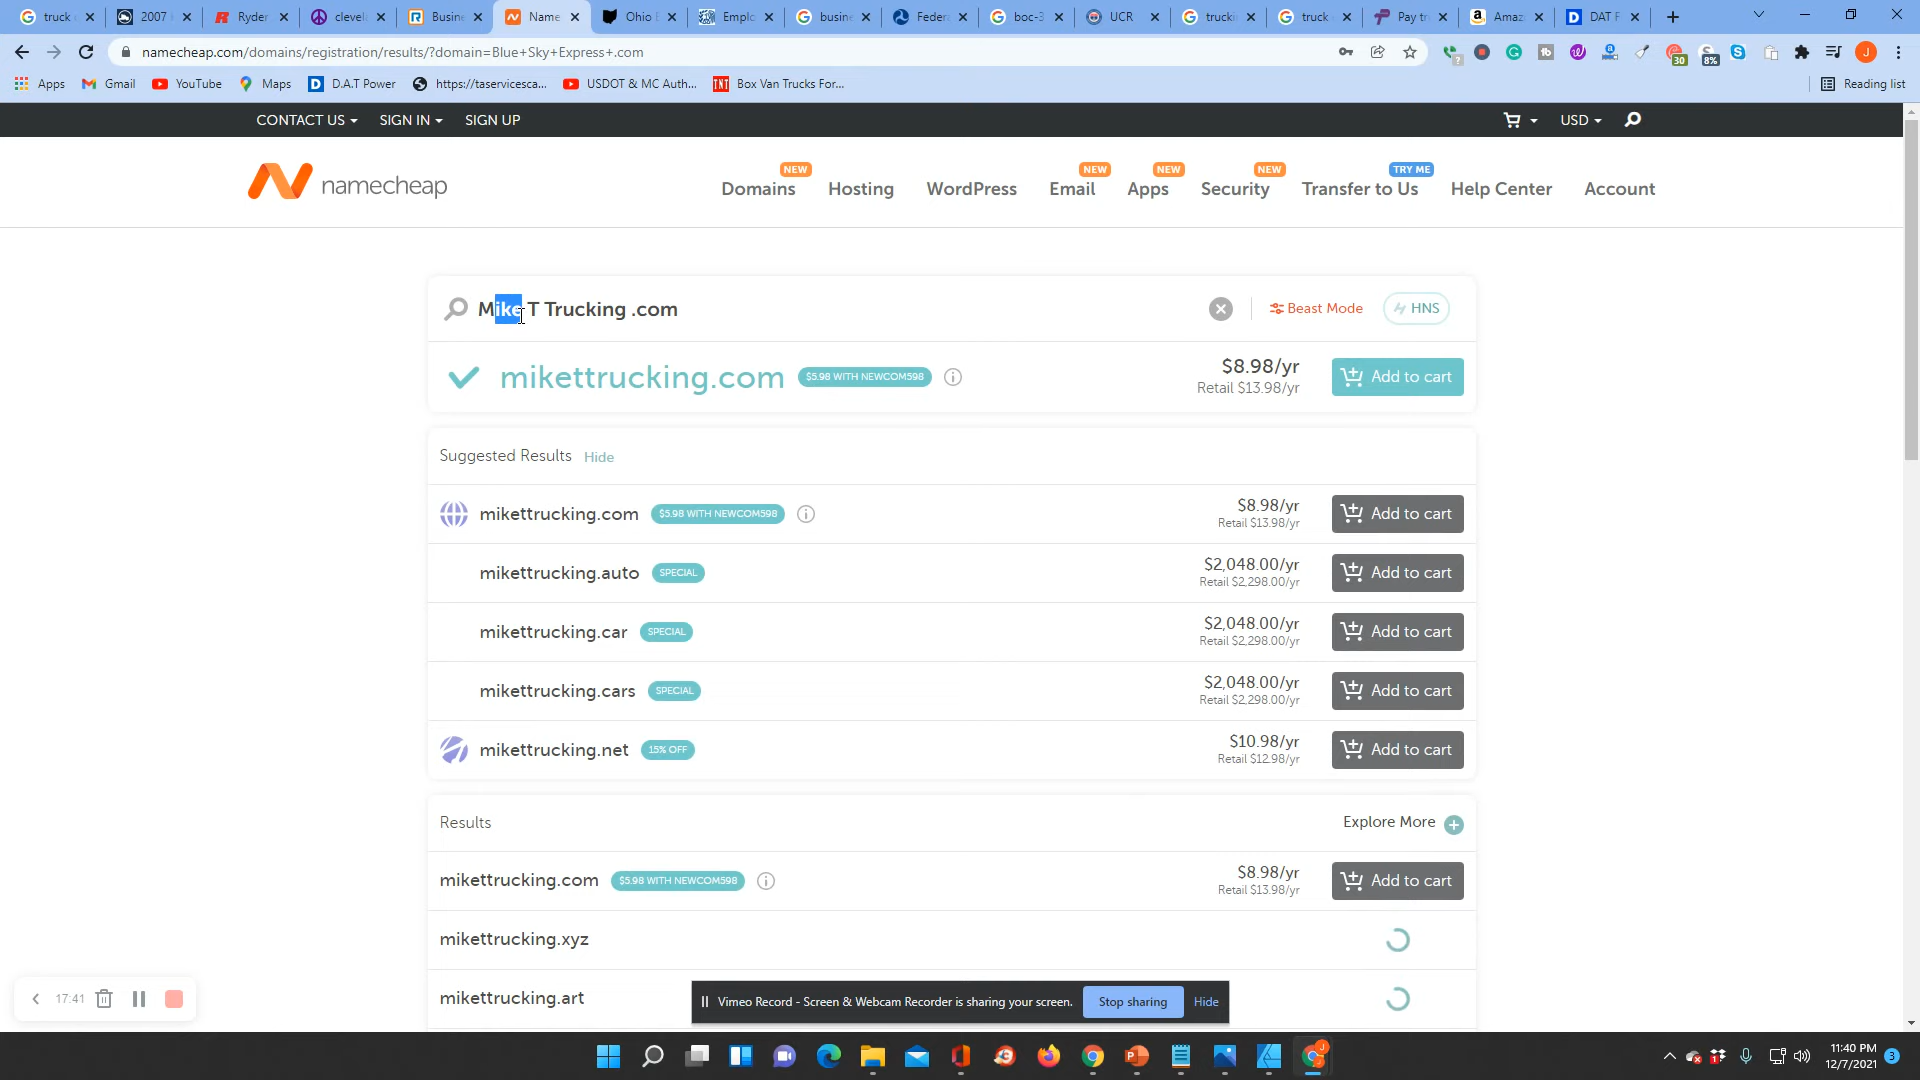 truck
2007
Ryder
clevel
Busine
Name
Ohio
Emplo
busine
Feder
boc-3
UCR
truckin
truck
Pay tr
Amaz
DAT F
namecheap.com/domains/registration/results/?domain=Blue+Sky+Express+.com
30
8%
Apps
Gmail
YouTube
Maps
D.A.T Power
https://taservicesca...
USDOT & MC Auth...
TNT Box Van Trucks For...
Reading list
CONTACT US
SIGN IN
SIGN UP
USD
namecheap
Domains NEW
Hosting
WordPress
Email NEW
Apps NEW
Security NEW
Transfer to Us TRY ME
Help Center
Account
Mike T Trucking .com
Beast Mode
HNS
mikettrucking.com $5.98 WITH NEWCOM598
$8.98/yr
Retail $13.98/yr
Add to cart
Suggested Results Hide
mikettrucking.com $5.98 WITH NEWCOM598
$8.98/yr
Retail $13.98/yr
Add to cart
mikettrucking.auto SPECIAL
$2,048.00/yr
Retail $2,298.00/yr
Add to cart
mikettrucking.car SPECIAL
$2,048.00/yr
Retail $2,298.00/yr
Add to cart
mikettrucking.cars SPECIAL
$2,048.00/yr
Retail $2,298.00/yr
Add to cart
mikettrucking.net 15% OFF
$10.98/yr
Retail $12.98/yr
Add to cart
Results
Explore More
mikettrucking.com $5.98 WITH NEWCOM598
$8.98/yr
Retail $13.98/yr
Add to cart
mikettrucking.xyz
mikettrucking.art
17:41
Vimeo Record - Screen & Webcam Recorder is sharing your screen.
Stop sharing
Hide
11:40 PM
12/7/2021
3